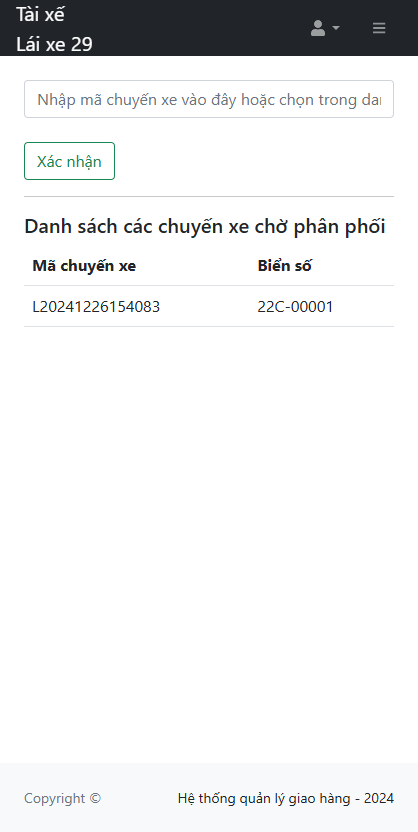 Tài xế
Lái xe 29
Nhập mã chuyến xe vào đây hoặc chọn trong dan
Xác nhận
Danh sách các chuyến xe chờ phân phối
Mã chuyến xe Biển số
L20241226154083 22C-00001
Copyright © Hệ thống quản lý giao hàng - 2024